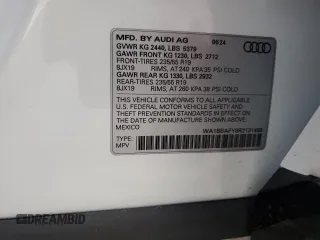 MFD. BY AUDI AG 08/24
GVWR KG 2440, LBS 5379
GAWR FRONT KG 1230, LBS 2712
FRONT-TIRES 235/55 R19
8JX19 RIMS, AT 240 KPA/35 PSI COLD
GAWR REAR KG 1330, LBS 2932
REAR-TIRES 235/55 R19
8JX19 RIMS, AT 260 KPA/38 PSI COLD
THIS VEHICLE CONFORMS TO ALL APPLICABLE
U.S. FEDERAL MOTOR VEHICLE SAFETY AND
THEFT PREVENTION STANDARDS IN EFFECT ON
THE DATE OF MANUFACTURE SHOWN ABOVE.
MEXICO
TYPE:
MPV
AUTOBIDMIND